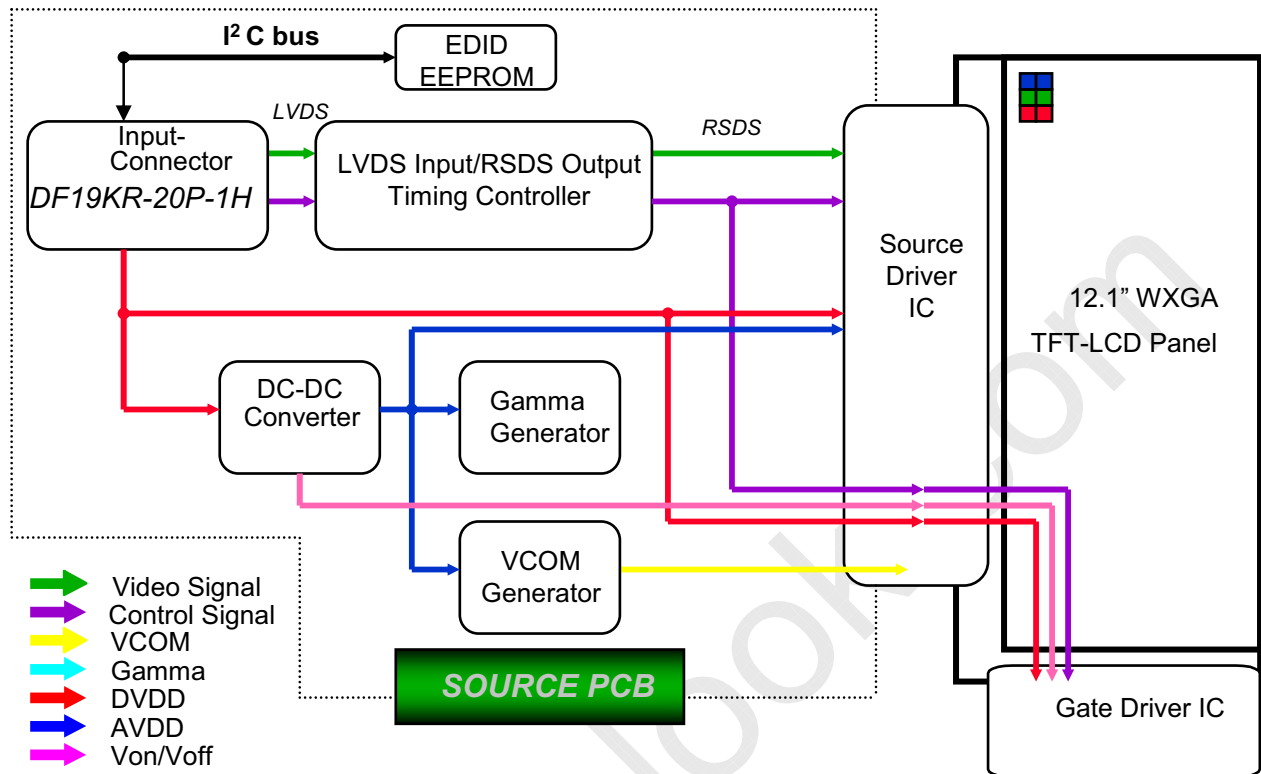 I² C bus
EDID
EEPROM
Input-
Connector
DF19KR-20P-1H
LVDS
LVDS Input/RSDS Output
Timing Controller
RSDS
Source
Driver
IC
12.1” WXGA
TFT-LCD Panel
DC-DC
Converter
Gamma
Generator
VCOM
Generator
Video Signal
Control Signal
VCOM
Gamma
DVDD
AVDD
Von/Voff
SOURCE PCB
Gate Driver IC